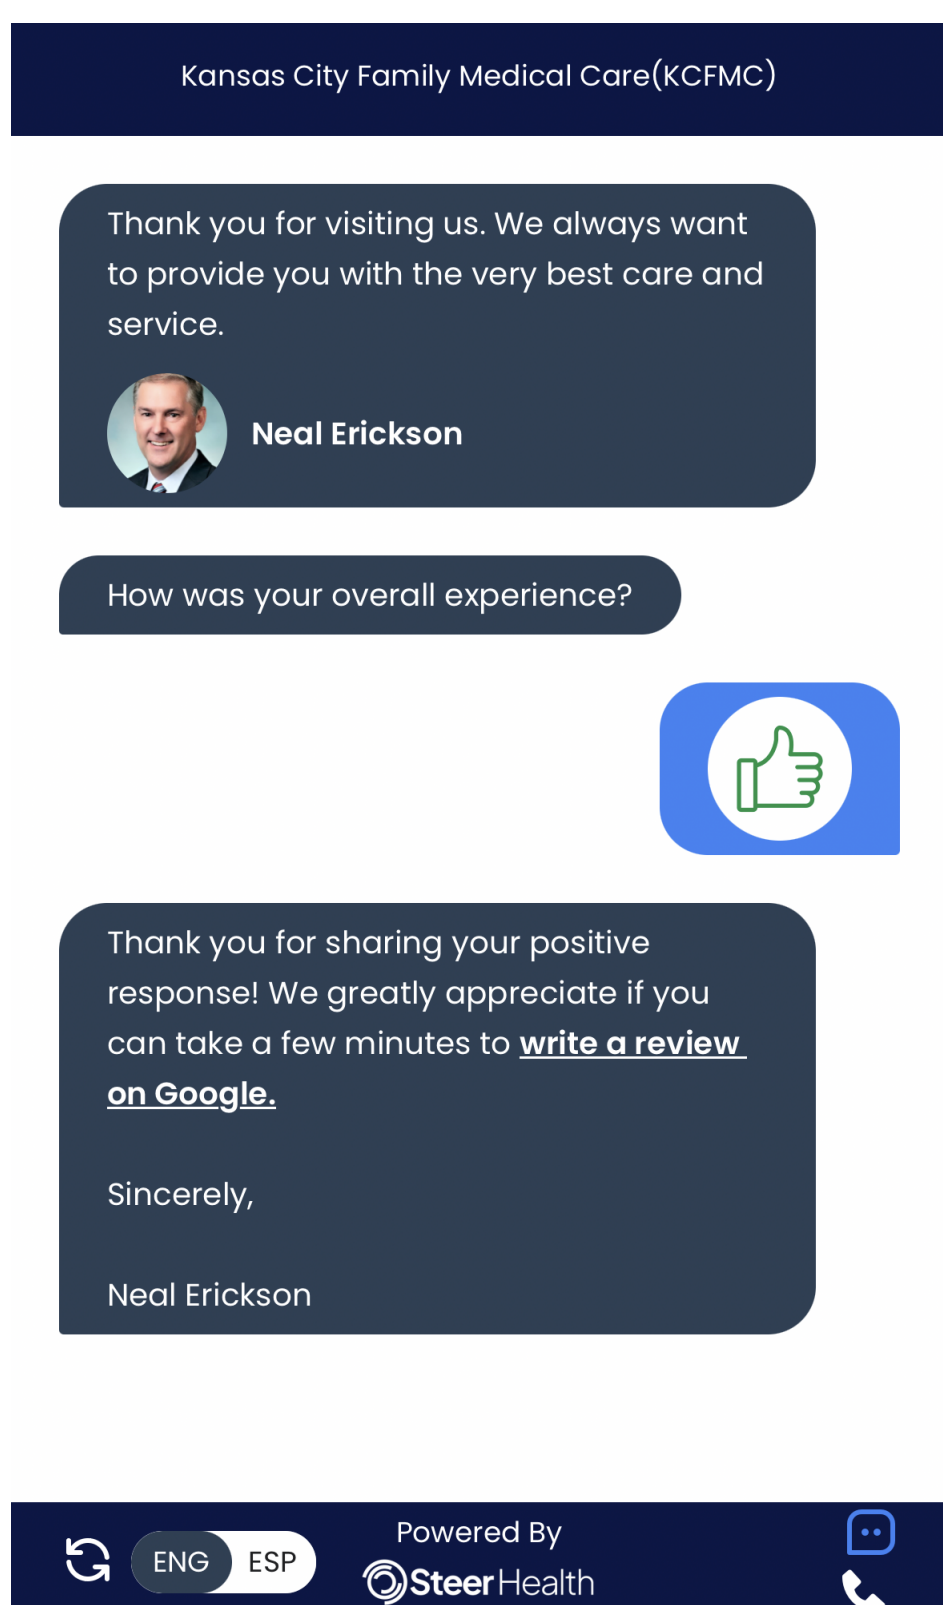 Kansas City Family Medical Care(KCFMC)
Thank you for visiting us. We always want
to provide you with the very best care and
service.
Neal Erickson
How was your overall experience?
Thank you for sharing your positive
response! We greatly appreciate if you
can take a few minutes to write a review
on Google.
Sincerely,
Neal Erickson
ENG ESP
Powered By
SteerHealth